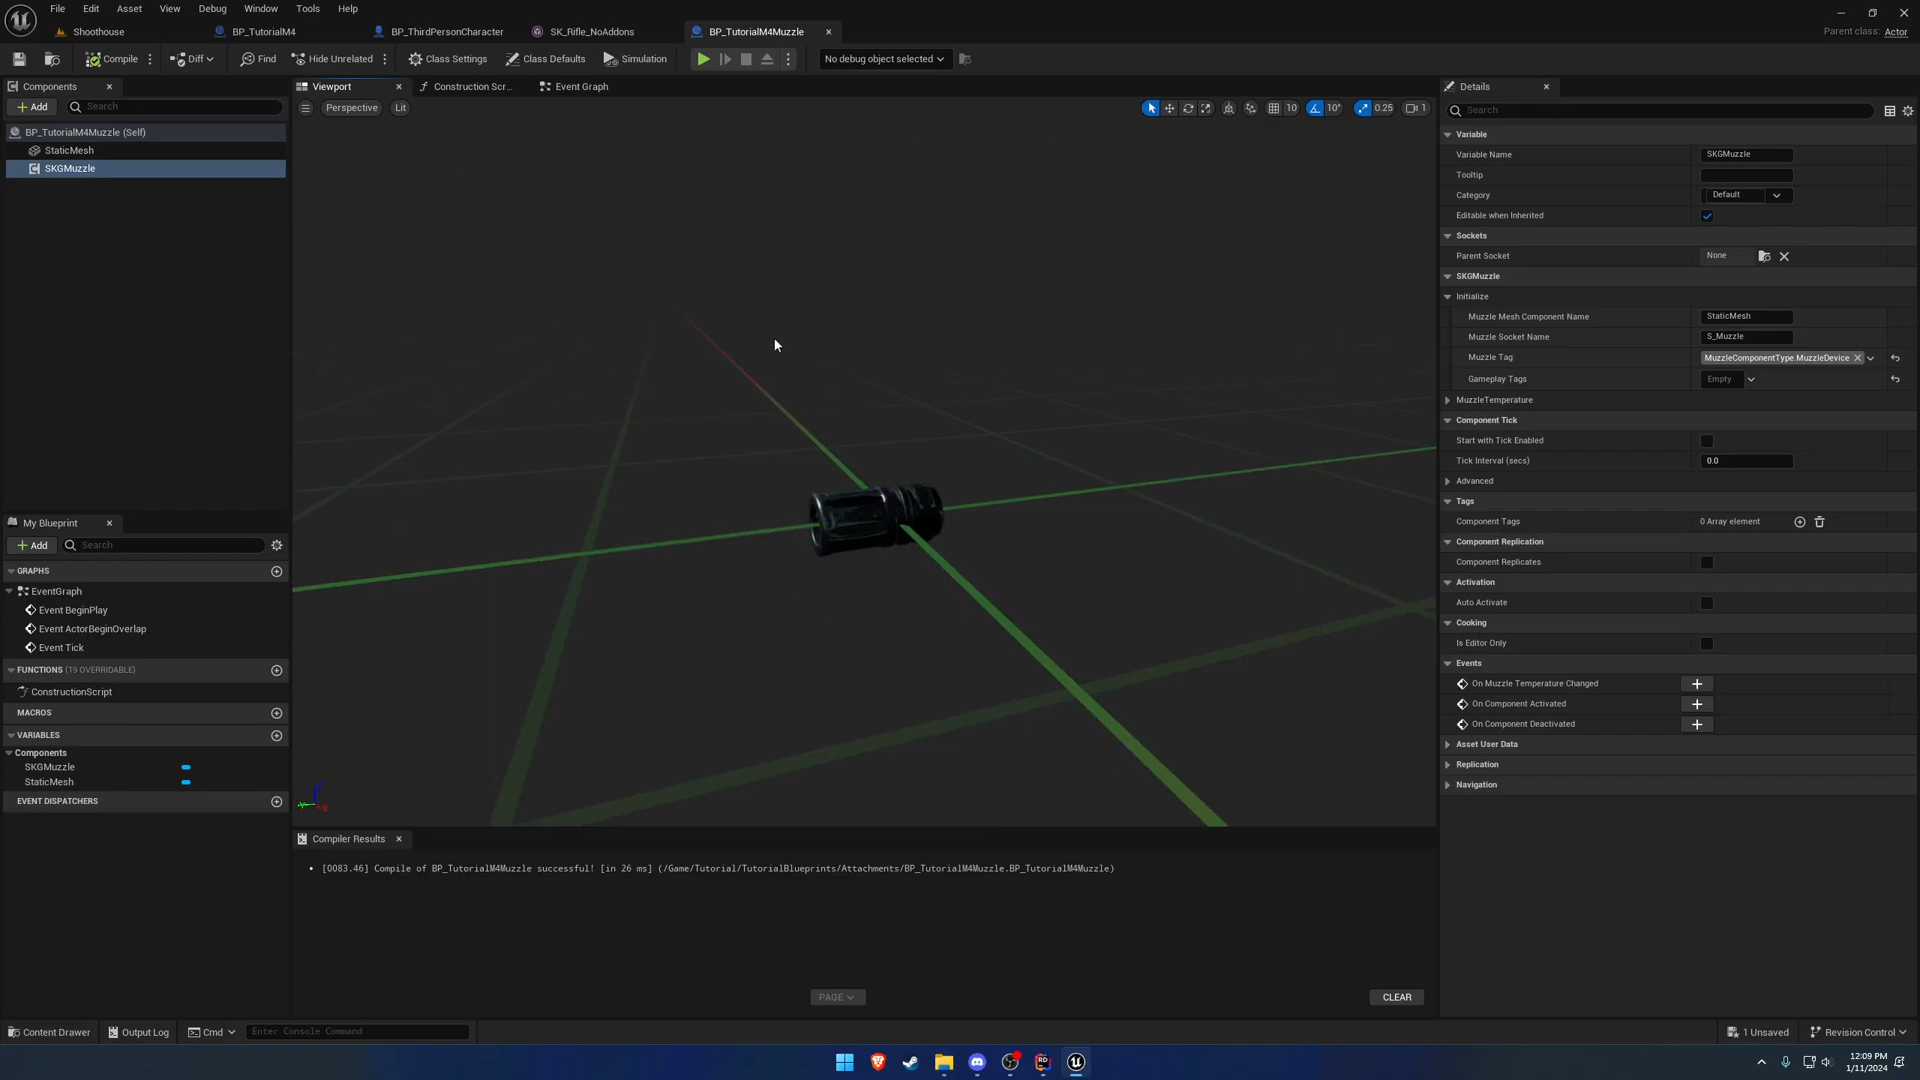 File Edit Asset View Debug Window Tools Help
Shoothouse BP_TutorialM4 BP_ThirdPersonCharacter SK_Rifle_NoAddons BP_TutorialM4Muzzle
Parent class: Actor
Compile Diff Find Hide Unrelated Class Settings Class Defaults Simulation No debug object selected
Components
Add Search
BP_TutorialM4Muzzle (Self)
StaticMesh
SKGMuzzle
My Blueprint
Add Search
GRAPHS
EventGraph
Event BeginPlay
Event ActorBeginOverlap
Event Tick
FUNCTIONS (19 OVERRIDABLE)
ConstructionScript
MACROS
VARIABLES
Components
SKGMuzzle
StaticMesh
EVENT DISPATCHERS
Viewport Construction Scr... Event Graph
Perspective Lit
10 10° 0.25 1
Compiler Results
[0083.46] Compile of BP_TutorialM4Muzzle successful! [in 26 ms] (/Game/Tutorial/TutorialBlueprints/Attachments/BP_TutorialM4Muzzle.BP_TutorialM4Muzzle)
PAGE
CLEAR
Details
Search
Variable
Variable Name SKGMuzzle
Tooltip
Category Default
Editable when Inherited
Sockets
Parent Socket None
SKGMuzzle
Initialize
Muzzle Mesh Component Name StaticMesh
Muzzle Socket Name S_Muzzle
Muzzle Tag MuzzleComponentType.MuzzleDevice
Gameplay Tags Empty
MuzzleTemperature
Component Tick
Start with Tick Enabled
Tick Interval (secs) 0.0
Advanced
Tags
Component Tags 0 Array element
Component Replication
Component Replicates
Activation
Auto Activate
Cooking
Is Editor Only
Events
On Muzzle Temperature Changed
On Component Activated
On Component Deactivated
Asset User Data
Replication
Navigation
Content Drawer Output Log Cmd Enter Console Command 1 Unsaved Revision Control
12:09 PM
1/11/2024